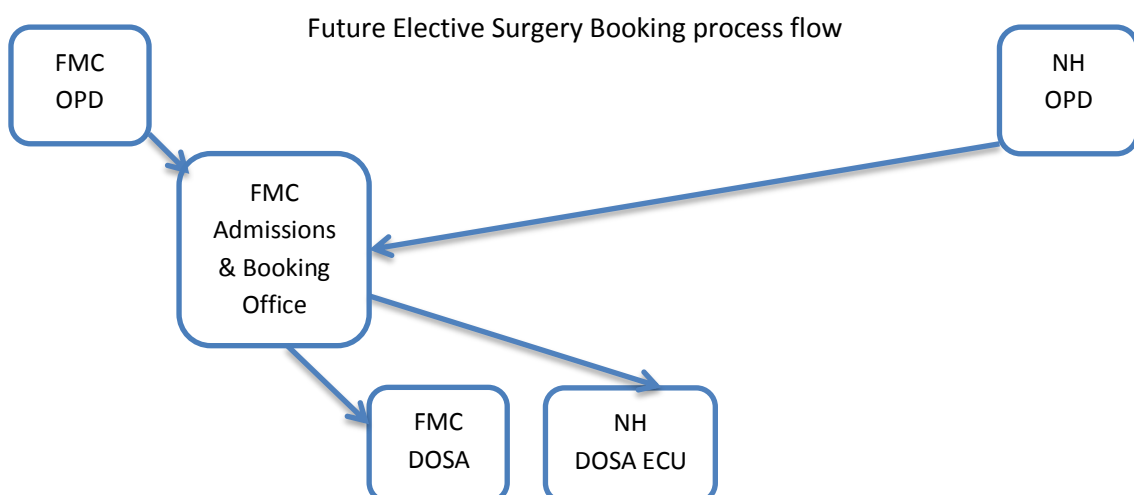 Future Elective Surgery Booking process flow
FMC
OPD
NH
OPD
FMC
Admissions
& Booking
Office
FMC
DOSA
NH
DOSA ECU